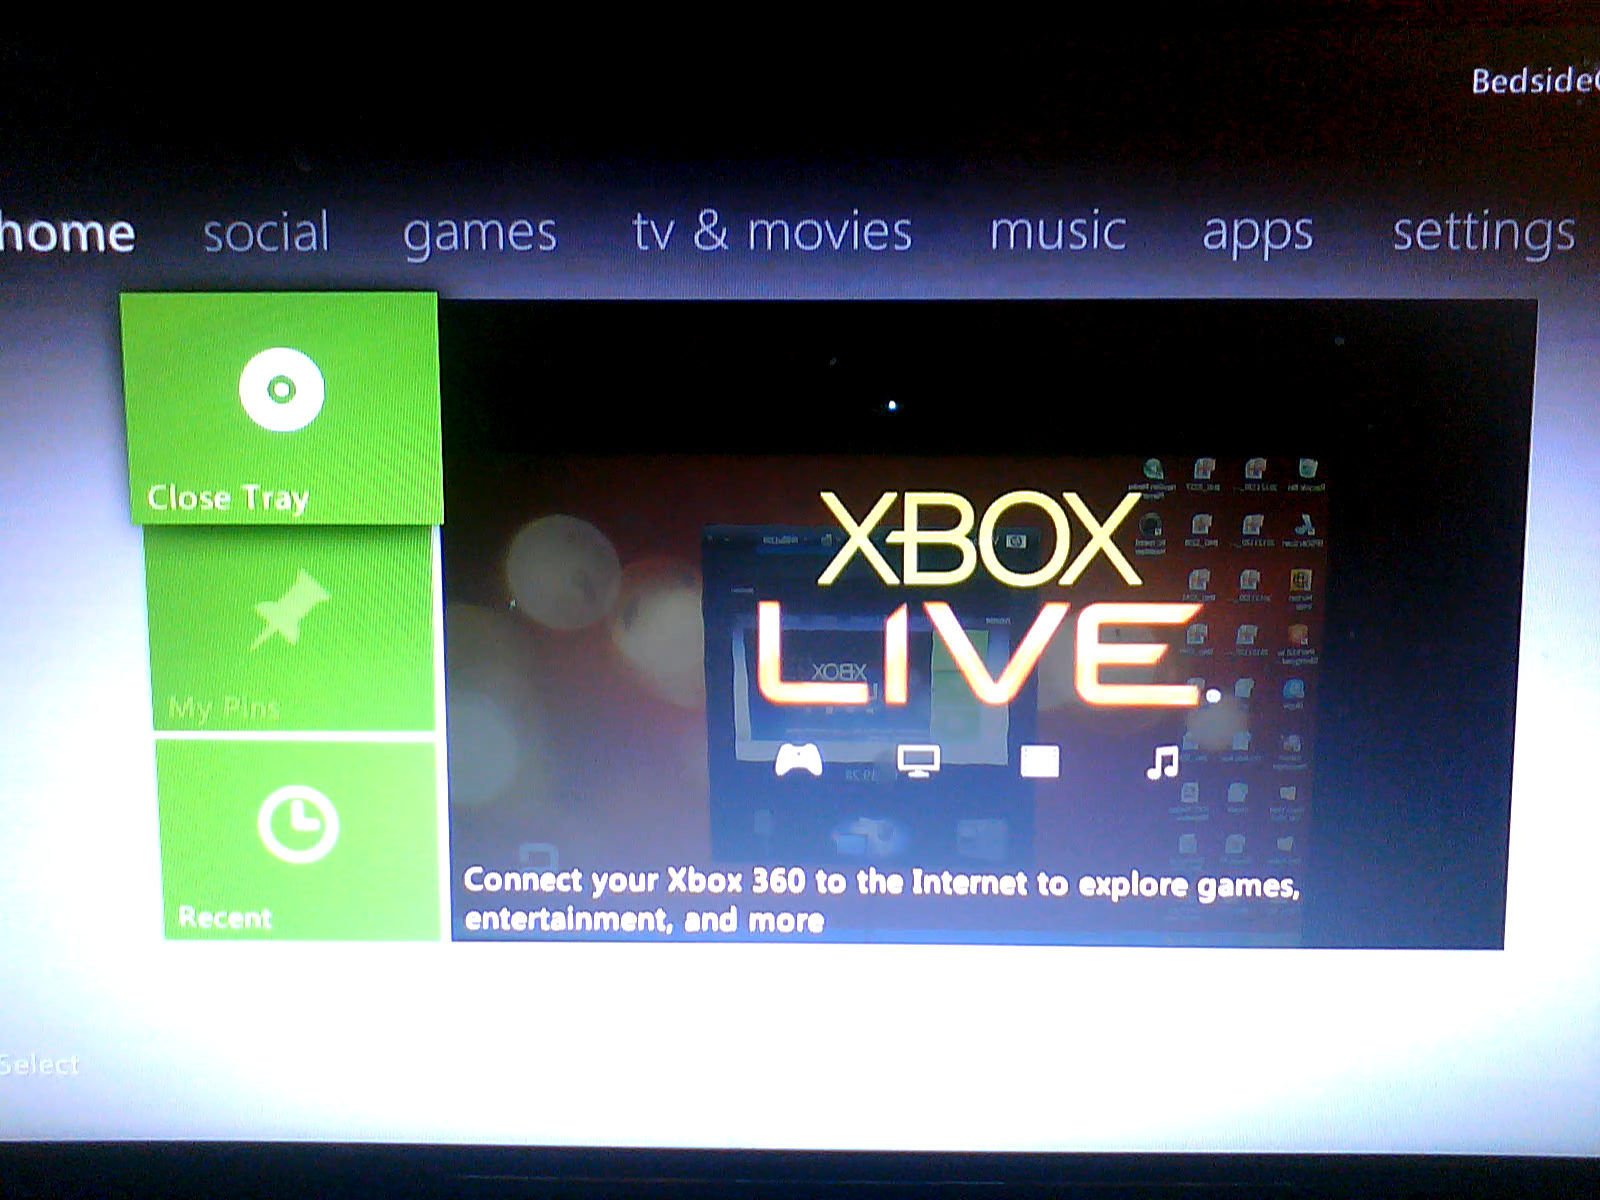 Bedside
home social games tv & movies music apps settings
Close Tray
My Pins
Recent
XBOX
LIVE.
Connect your Xbox 360 to the Internet to explore games,
entertainment, and more
Select